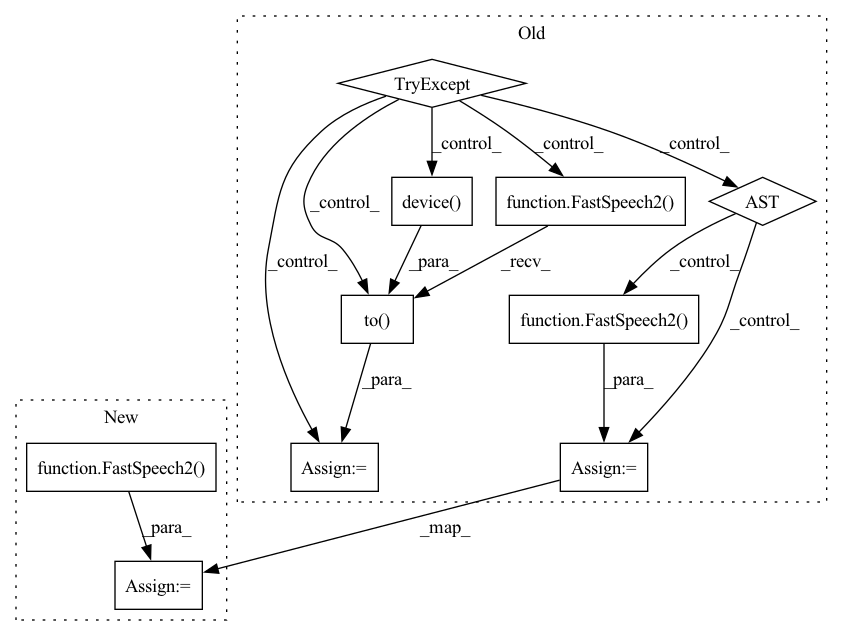 Old
TryExcept
_control_
_control_
_control_
_control_
_control_
device()
function.FastSpeech2()
AST
_para_
_recv_
_control_
_control_
to()
function.FastSpeech2()
_para_
_para_
New
function.FastSpeech2()
Assign:=
Assign:=
_para_
_map_
Assign:=